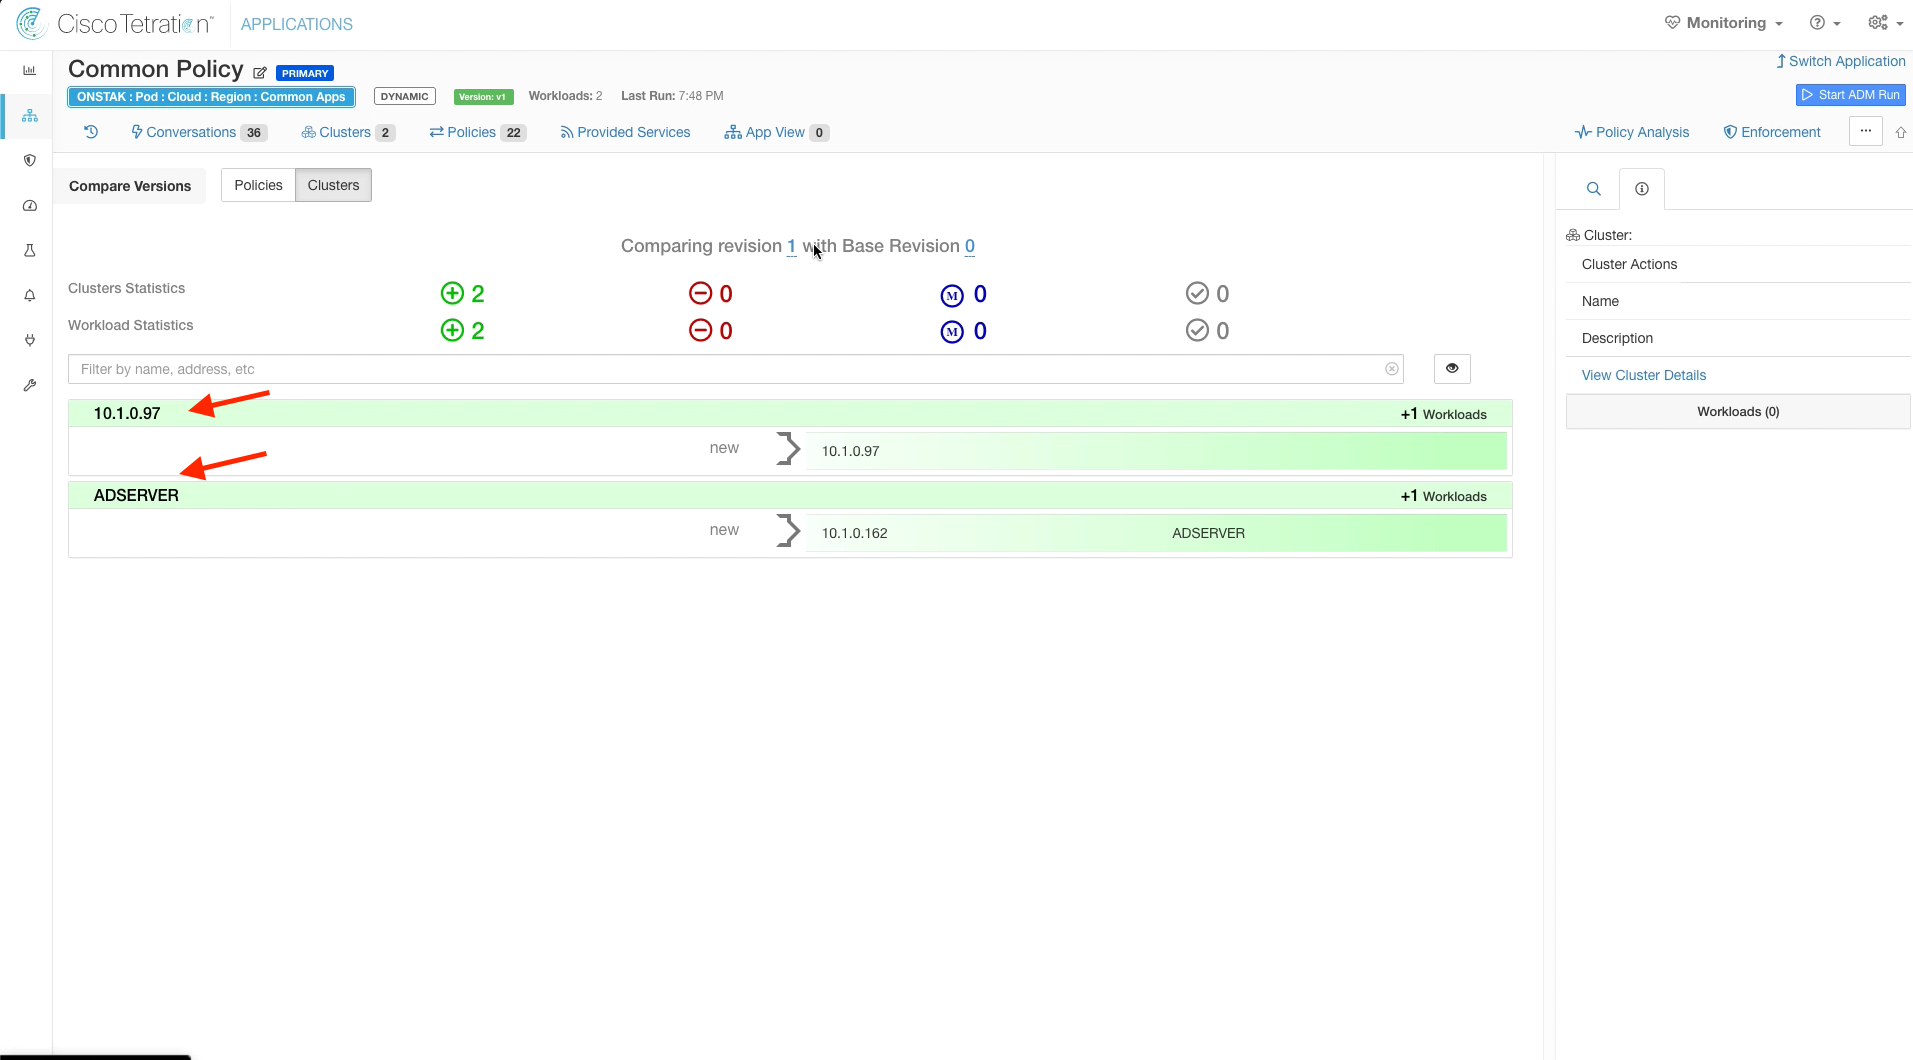 Cisco Tetration™ APPLICATIONS Monitoring
Common Policy PRIMARY
Switch Application
ONSTAK : Pod : Cloud : Region : Common Apps DYNAMIC Version: v1 Workloads: 2 Last Run: 7:48 PM
Start ADM Run
Conversations 36 Clusters 2 Policies 22 Provided Services App View 0 Policy Analysis Enforcement ...
Compare Versions Policies Clusters
Comparing revision 1 with Base Revision 0
Clusters Statistics 2 0 M 0 0
Workload Statistics 2 0 M 0 0
Filter by name, address, etc
10.1.0.97 +1 Workloads
new 10.1.0.97
ADSERVER +1 Workloads
new 10.1.0.162 ADSERVER
Cluster:
Cluster Actions
Name
Description
View Cluster Details
Workloads (0)